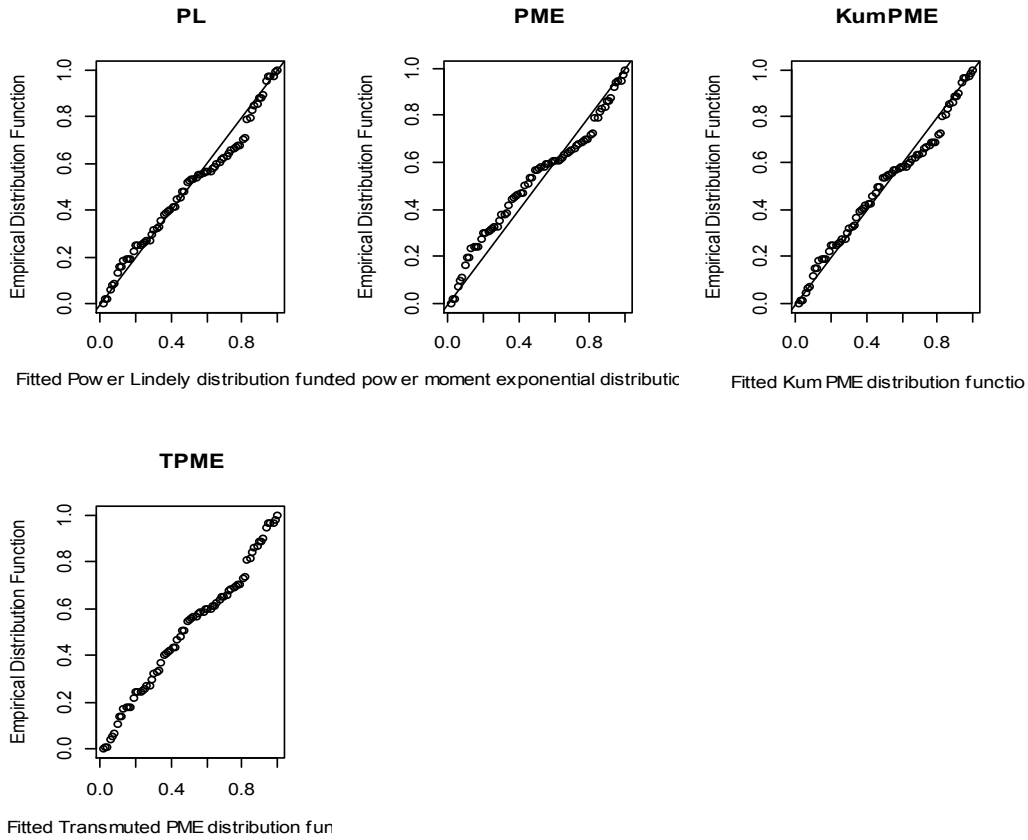 PL
PME
KumPME
Empirical Distribution Function
0.0 0.2 0.4 0.6 0.8 1.0
0.0 0.4 0.8
Fitted Power Lindely distribution func
Empirical Distribution Function
0.0 0.2 0.4 0.6 0.8 1.0
0.0 0.4 0.8
ted power moment exponential distributic
Empirical Distribution Function
0.0 0.2 0.4 0.6 0.8 1.0
0.0 0.4 0.8
Fitted Kum PME distribution functio
TPME
Empirical Distribution Function
0.0 0.2 0.4 0.6 0.8 1.0
0.0 0.4 0.8
Fitted Transmuted PME distribution fun